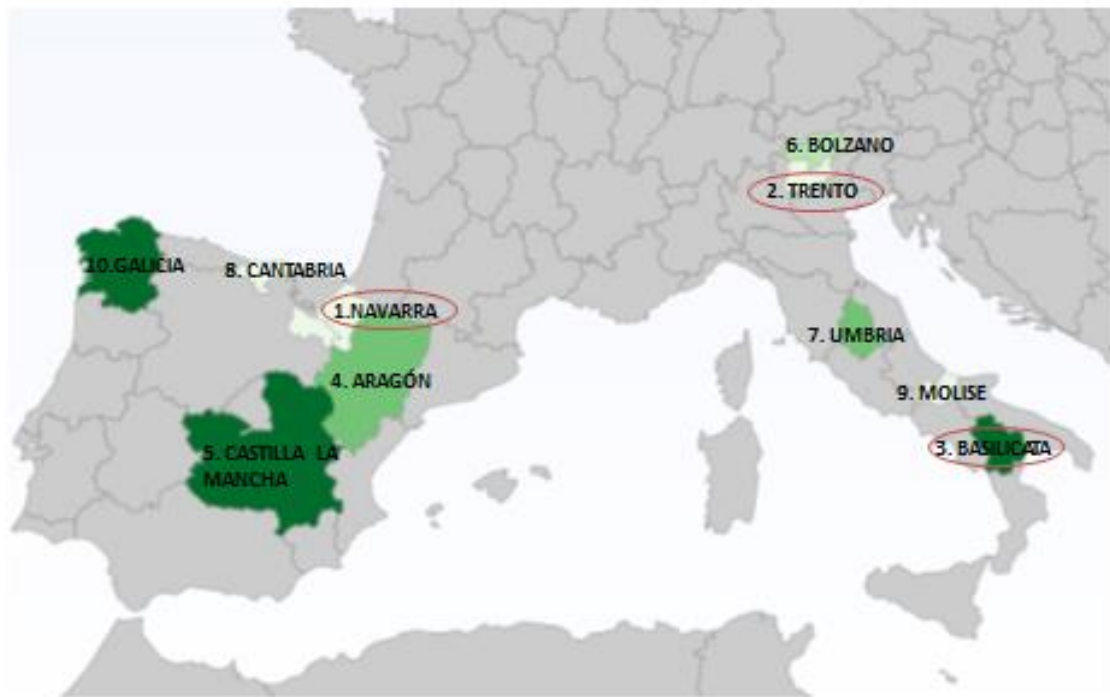 6. BOLZANO
2. TRENTO
10.GALICIA
8. CANTABRIA
1.NAVARRA
7. UMBRIA
4. ARAGÓN
9. MOLISE
5. CASTILLA LA
MANCHA
3. BASILICATA